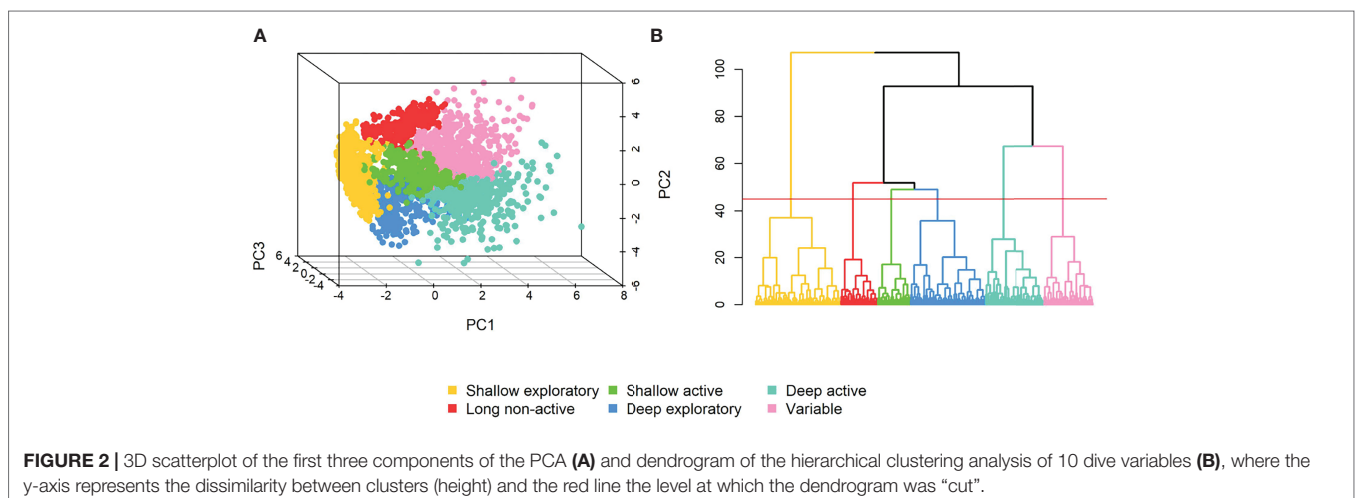 A
B
6
4
2
0
-2
-4
-6
PC2
PC3
6
4
2
0
-2
-4
-4
-2
0
2
4
6
8
PC1
100
80
60
40
20
0
Shallow exploratory
Shallow active
Deep active
Long non-active
Deep exploratory
Variable
FIGURE 2 | 3D scatterplot of the first three components of the PCA (A) and dendrogram of the hierarchical clustering analysis of 10 dive variables (B), where the
y-axis represents the dissimilarity between clusters (height) and the red line the level at which the dendrogram was “cut”.